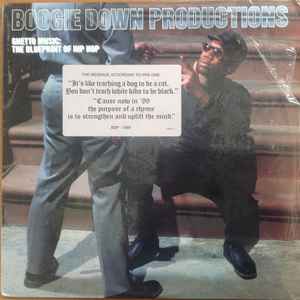 BOOGIE DOWN PRODUCTIONS
GHETTO MUSIC:
THE BLUEPRINT OF HIP HOP
THE MESSAGE, ACCORDING TO KRS-ONE
"It's like teaching a dog to be a cat.
You don't teach white kids to be black."
"Cause now in '89
the purpose of a rhyme
is to strengthen and uplift the mind."